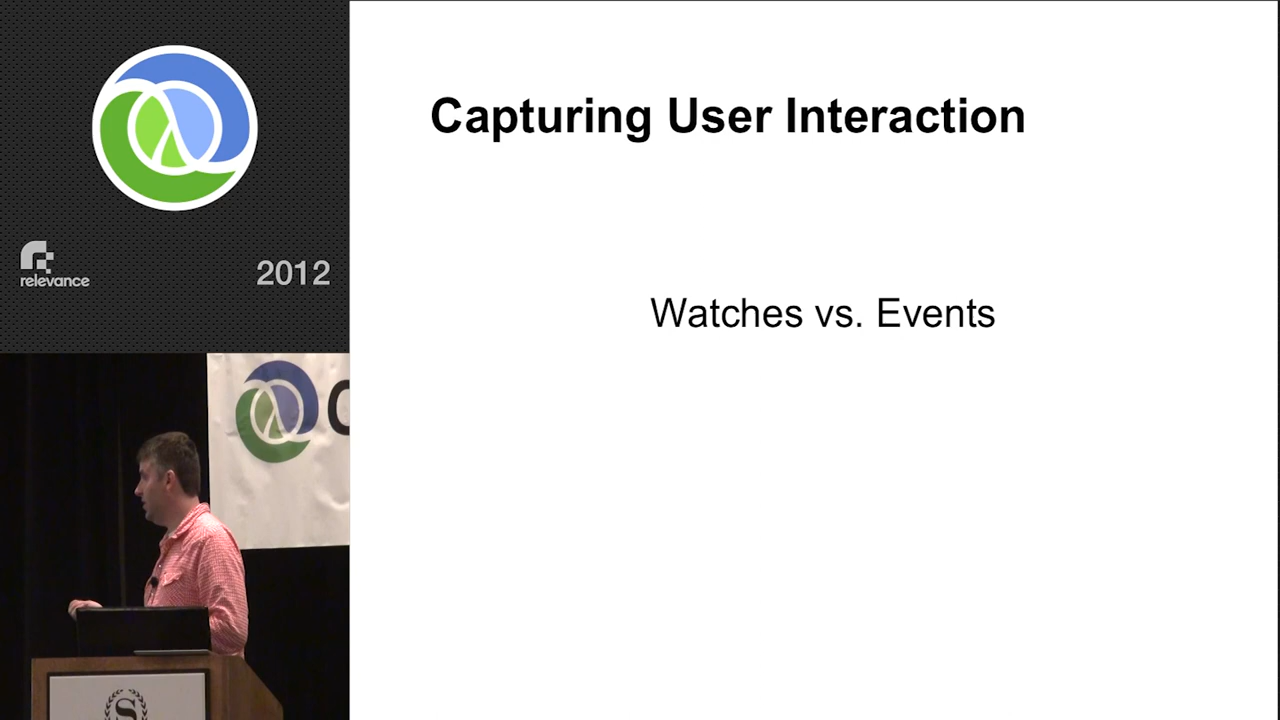 Capturing User Interaction
Watches vs. Events
relevance
2012
C
S